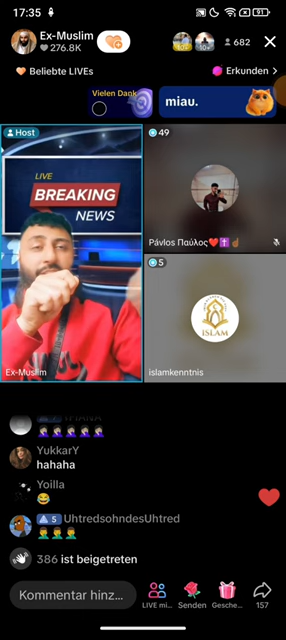 17:35
91
Ex-Muslim
276.8K
10+
682
Beliebte LIVEs
Erkunden
Vielen Dank
miau.
Host
49
LIVE
BREAKING
NEWS
Pávlos Παύλος
5
iSLAM
Ex-Muslim
islamkenntnis
YukkarY
hahaha
Yoilla
😂
5 UhtredsohndesUhtred
386 ist beigetreten
Kommentar hinz...
LIVE mi...
Senden
Gesche...
157